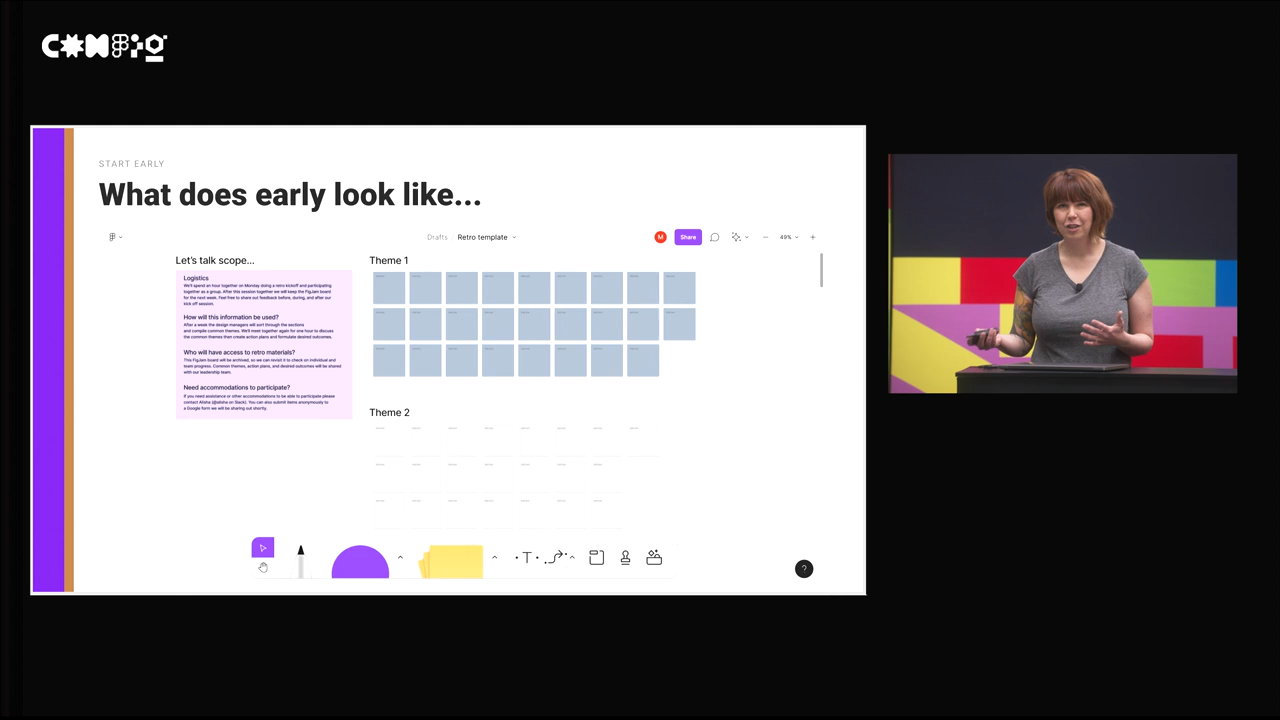 CONFIG
START EARLY
What does early look like...
Drafts Retro template
M Share 49%
Let's talk scope...
Logistics
We'll spend an hour together on Monday doing a retro kickoff and participating
together as a group. After this session together we will keep the FigJam board
for the next week. Feel free to share out feedback before, during, and after our
kick off session.
How will this information be used?
After a week the design managers will sort through the sections
and compile common themes. We'll meet together again for one hour to discuss
the common themes then create action plans and formulate desired outcomes.
Who will have access to retro materials?
This FigJam board will be archived, so we can revisit it to check on individual and
team progress. Common themes, action plans, and desired outcomes will be shared
with our leadership team.
Need accommodations to participate?
If you need assistance or other accommodations to be able to participate please
contact Alisha (@alisha on Slack). You can also submit items anonymously to
a Google form we will be sharing out shortly.
Theme 1
Theme 2
T
?